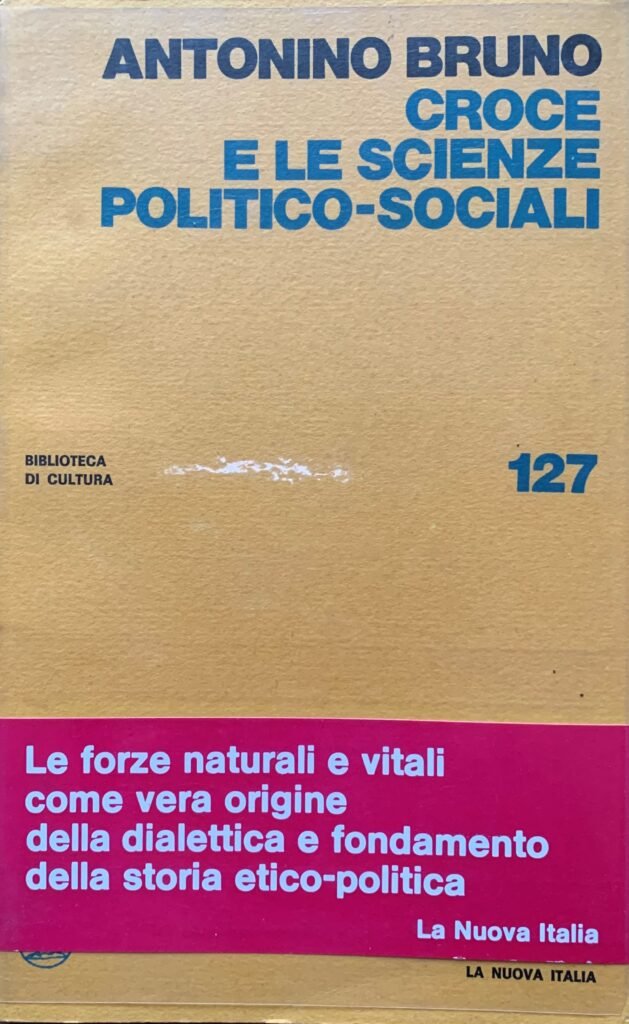 ANTONINO BRUNO
CROCE
E LE SCIENZE
POLITICO-SOCIALI
BIBLIOTECA
DI CULTURA
127
Le forze naturali e vitali
come vera origine
della dialettica e fondamento
della storia etico-politica
La Nuova Italia
LA NUOVA ITALIA